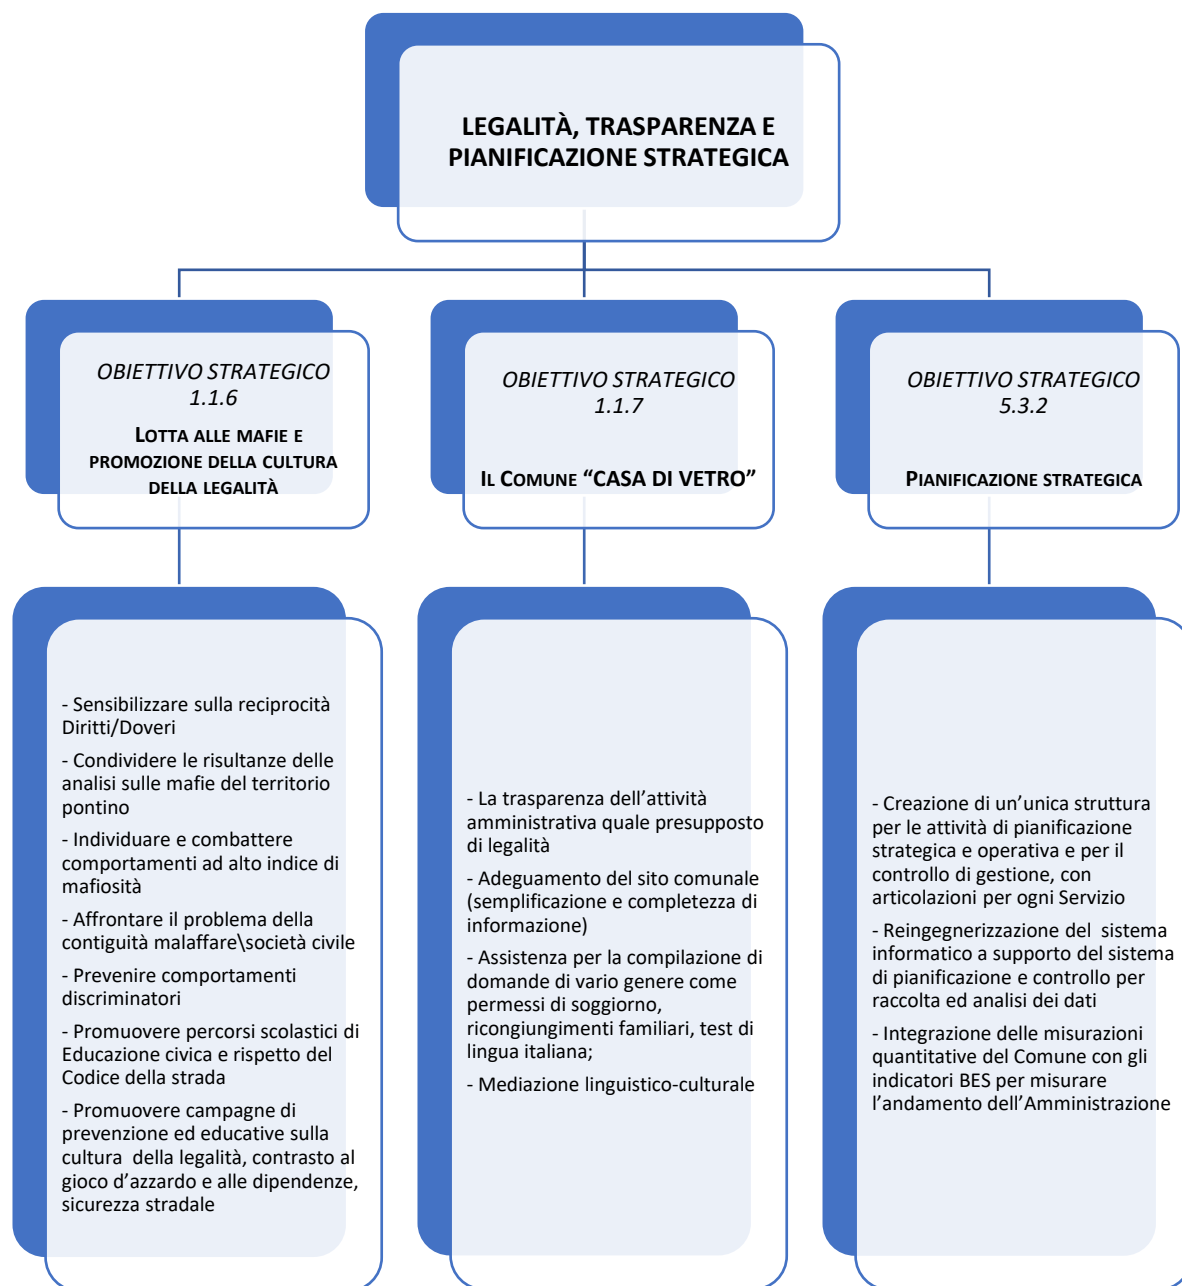 LEGALITÀ, TRASPARENZA E
PIANIFICAZIONE STRATEGICA
OBIETTIVO STRATEGICO
1.1.6
LOTTA ALLE MAFIE E
PROMOZIONE DELLA CULTURA
DELLA LEGALITÀ
OBIETTIVO STRATEGICO
1.1.7
IL COMUNE “CASA DI VETRO”
OBIETTIVO STRATEGICO
5.3.2
PIANIFICAZIONE STRATEGICA
- Sensibilizzare sulla reciprocità
Diritti/Doveri
- Condividere le risultanze delle
analisi sulle mafie del territorio
pontino
- Individuare e combattere
comportamenti ad alto indice di
mafiosità
- Affrontare il problema della
contiguità malaffare\società civile
- Prevenire comportamenti
discriminatori
- Promuovere percorsi scolastici di
Educazione civica e rispetto del
Codice della strada
- Promuovere campagne di
prevenzione ed educative sulla
cultura della legalità, contrasto al
gioco d’azzardo e alle dipendenze,
sicurezza stradale
- La trasparenza dell’attività
amministrativa quale presupposto
di legalità
- Adeguamento del sito comunale
(semplificazione e completezza di
informazione)
- Assistenza per la compilazione di
domande di vario genere come
permessi di soggiorno,
ricongiungimenti familiari, test di
lingua italiana;
- Mediazione linguistico-culturale
- Creazione di un’unica struttura
per le attività di pianificazione
strategica e operativa e per il
controllo di gestione, con
articolazioni per ogni Servizio
- Reingegnerizzazione del sistema
informatico a supporto del sistema
di pianificazione e controllo per
raccolta ed analisi dei dati
- Integrazione delle misurazioni
quantitative del Comune con gli
indicatori BES per misurare
l’andamento dell’Amministrazione